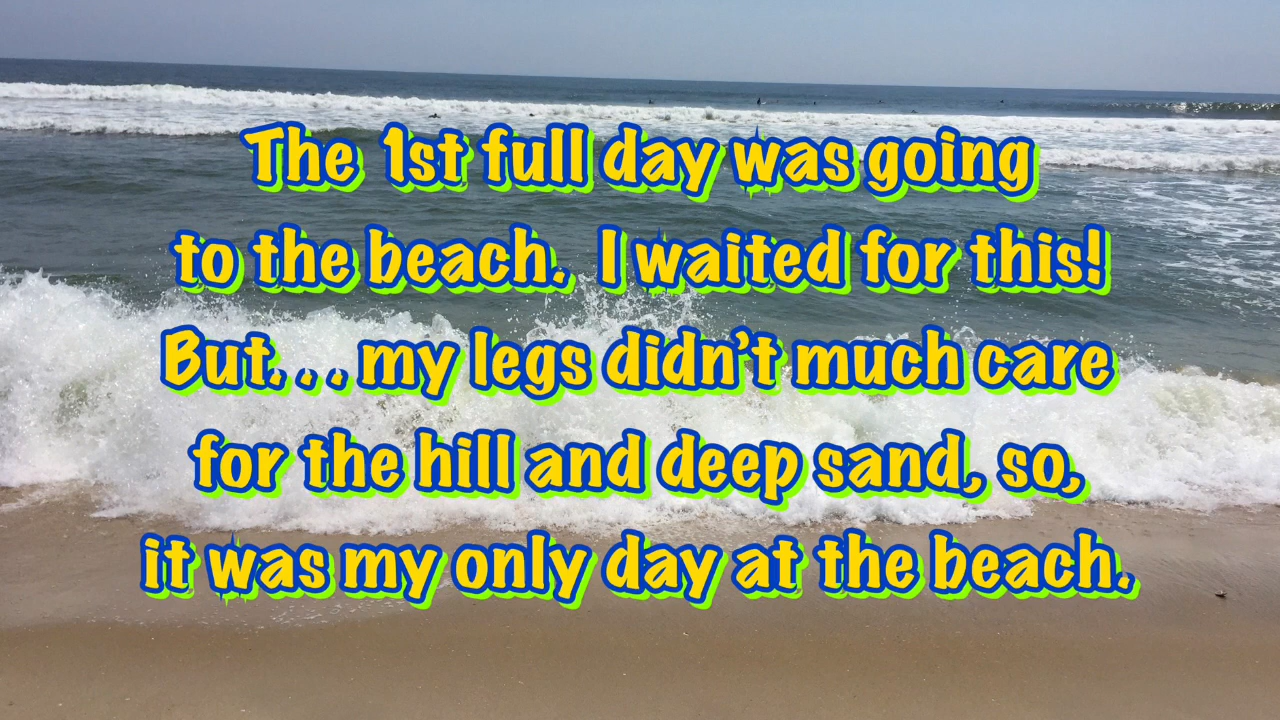 The 1st full day was going
to the beach. I waited for this!
But... my legs didn't much care
for the hill and deep sand, so,
it was my only day at the beach.